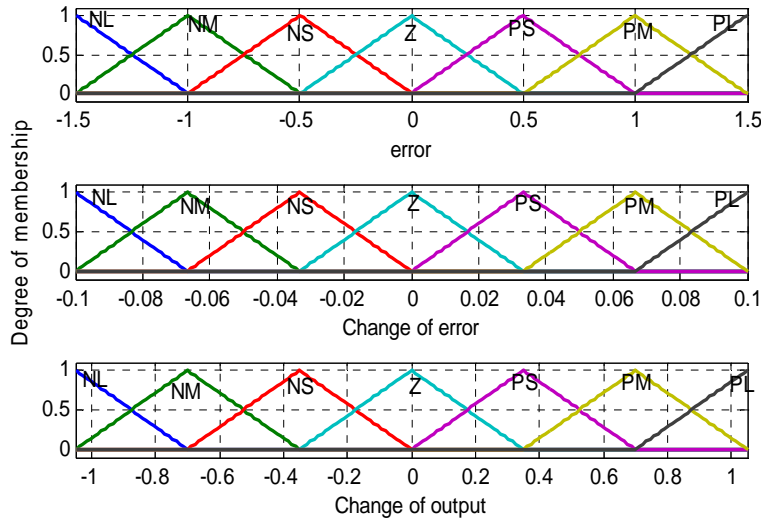 Degree of membership
1
0.5
0
NL
NM
NS
Z
PS
PM
PL
-1.5
-1
-0.5
0
0.5
1
1.5
error
1
0.5
0
NL
NM
NS
Z
PS
PM
PL
-0.1
-0.08
-0.06
-0.04
-0.02
0
0.02
0.04
0.06
0.08
0.1
Change of error
1
0.5
0
NL
NM
NS
Z
PS
PM
PL
-1
-0.8
-0.6
-0.4
-0.2
0
0.2
0.4
0.6
0.8
1
Change of output